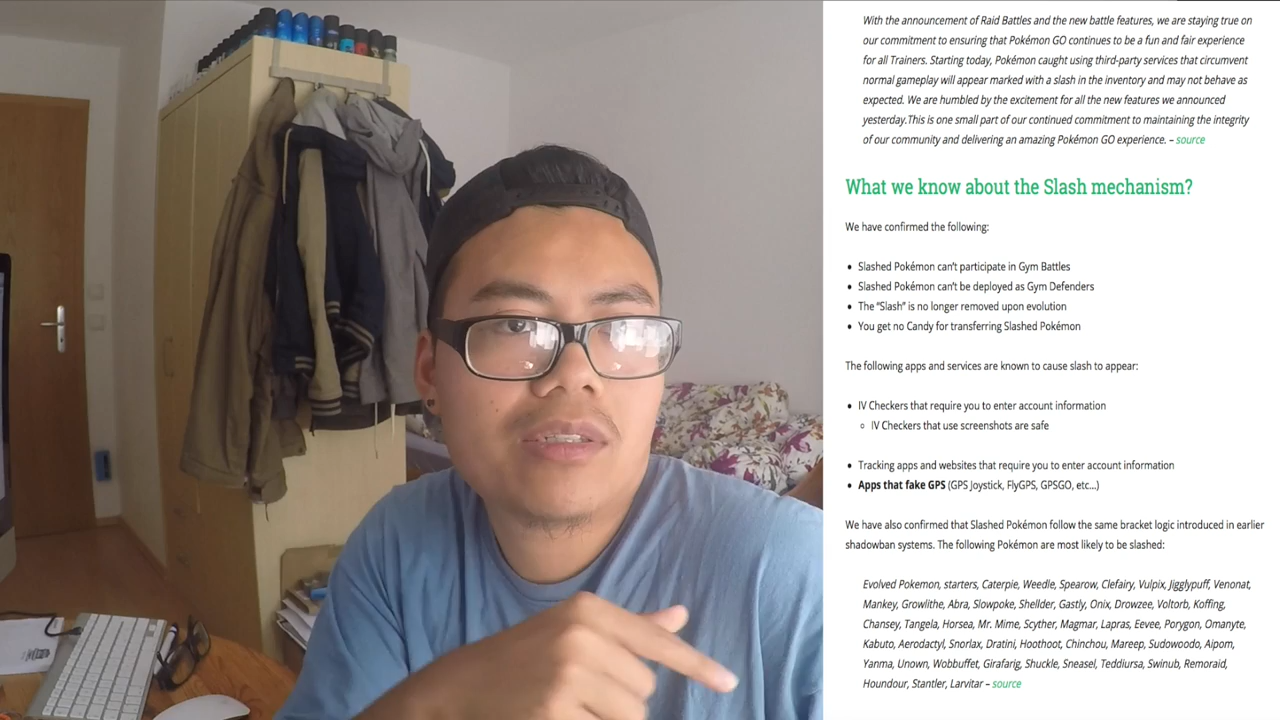 With the announcement of Raid Battles and the new battle features, we are staying true on
our commitment to ensuring that Pokémon GO continues to be a fun and fair experience
for all Trainers. Starting today, Pokémon caught using third-party services that circumvent
normal gameplay will appear marked with a slash in the inventory and may not behave as
expected. We are humbled by the excitement for all the new features we announced
yesterday.This is one small part of our continued commitment to maintaining the integrity
of our community and delivering an amazing Pokémon GO experience. – source
What we know about the Slash mechanism?
We have confirmed the following:
• Slashed Pokémon can't participate in Gym Battles
• Slashed Pokémon can't be deployed as Gym Defenders
• The "Slash" is no longer removed upon evolution
• You get no Candy for transferring Slashed Pokémon
The following apps and services are known to cause slash to appear:
• IV Checkers that require you to enter account information
◦ IV Checkers that use screenshots are safe
• Tracking apps and websites that require you to enter account information
• Apps that fake GPS (GPS Joystick, FlyGPS, GPSGO, etc...)
We have also confirmed that Slashed Pokémon follow the same bracket logic introduced in earlier
shadowban systems. The following Pokémon are most likely to be slashed:
Evolved Pokemon, starters, Caterpie, Weedle, Spearow, Clefairy, Vulpix, Jigglypuff, Venonat,
Mankey, Growlithe, Abra, Slowpoke, Shellder, Gastly, Onix, Drowzee, Voltorb, Koffing,
Chansey, Tangela, Horsea, Mr. Mime, Scyther, Magmar, Lapras, Eevee, Porygon, Omanyte,
Kabuto, Aerodactyl, Snorlax, Dratini, Hoothoot, Chinchou, Mareep, Sudowoodo, Aipom,
Yanma, Unown, Wobbuffet, Girafarig, Shuckle, Sneasel, Teddiursa, Swinub, Remoraid,
Houndour, Stantler, Larvitar – source